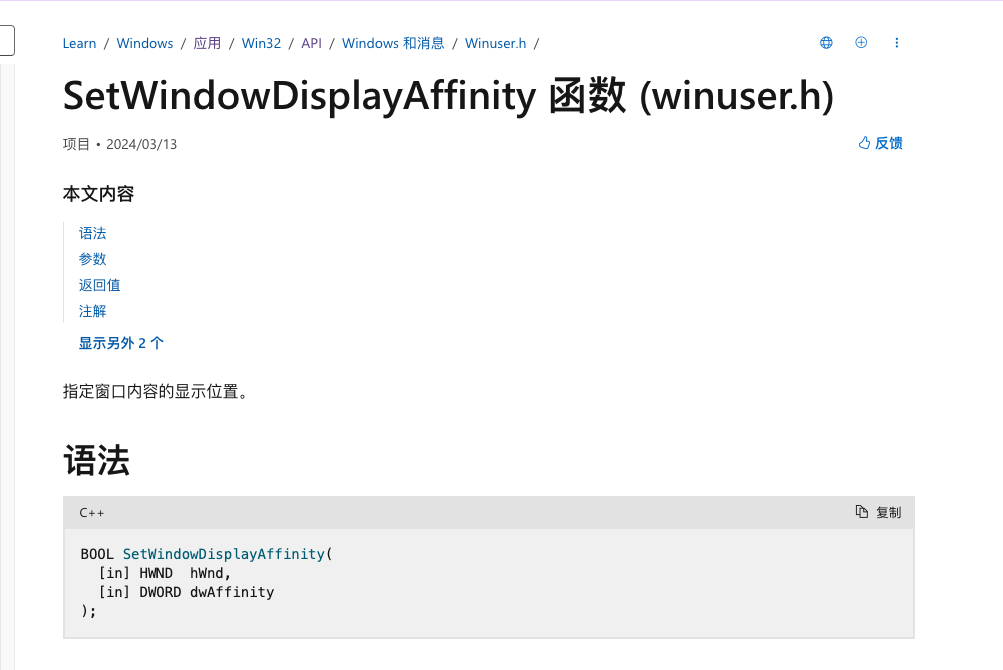 Learn / Windows / 应用 / Win32 / API / Windows 和消息 / Winuser.h /
SetWindowDisplayAffinity 函数 (winuser.h)
项目 • 2024/03/13
反馈
本文内容
语法
参数
返回值
注解
显示另外 2 个
指定窗口内容的显示位置。
语法
C++
复制
BOOL SetWindowDisplayAffinity(
  [in] HWND  hWnd,
  [in] DWORD dwAffinity
);